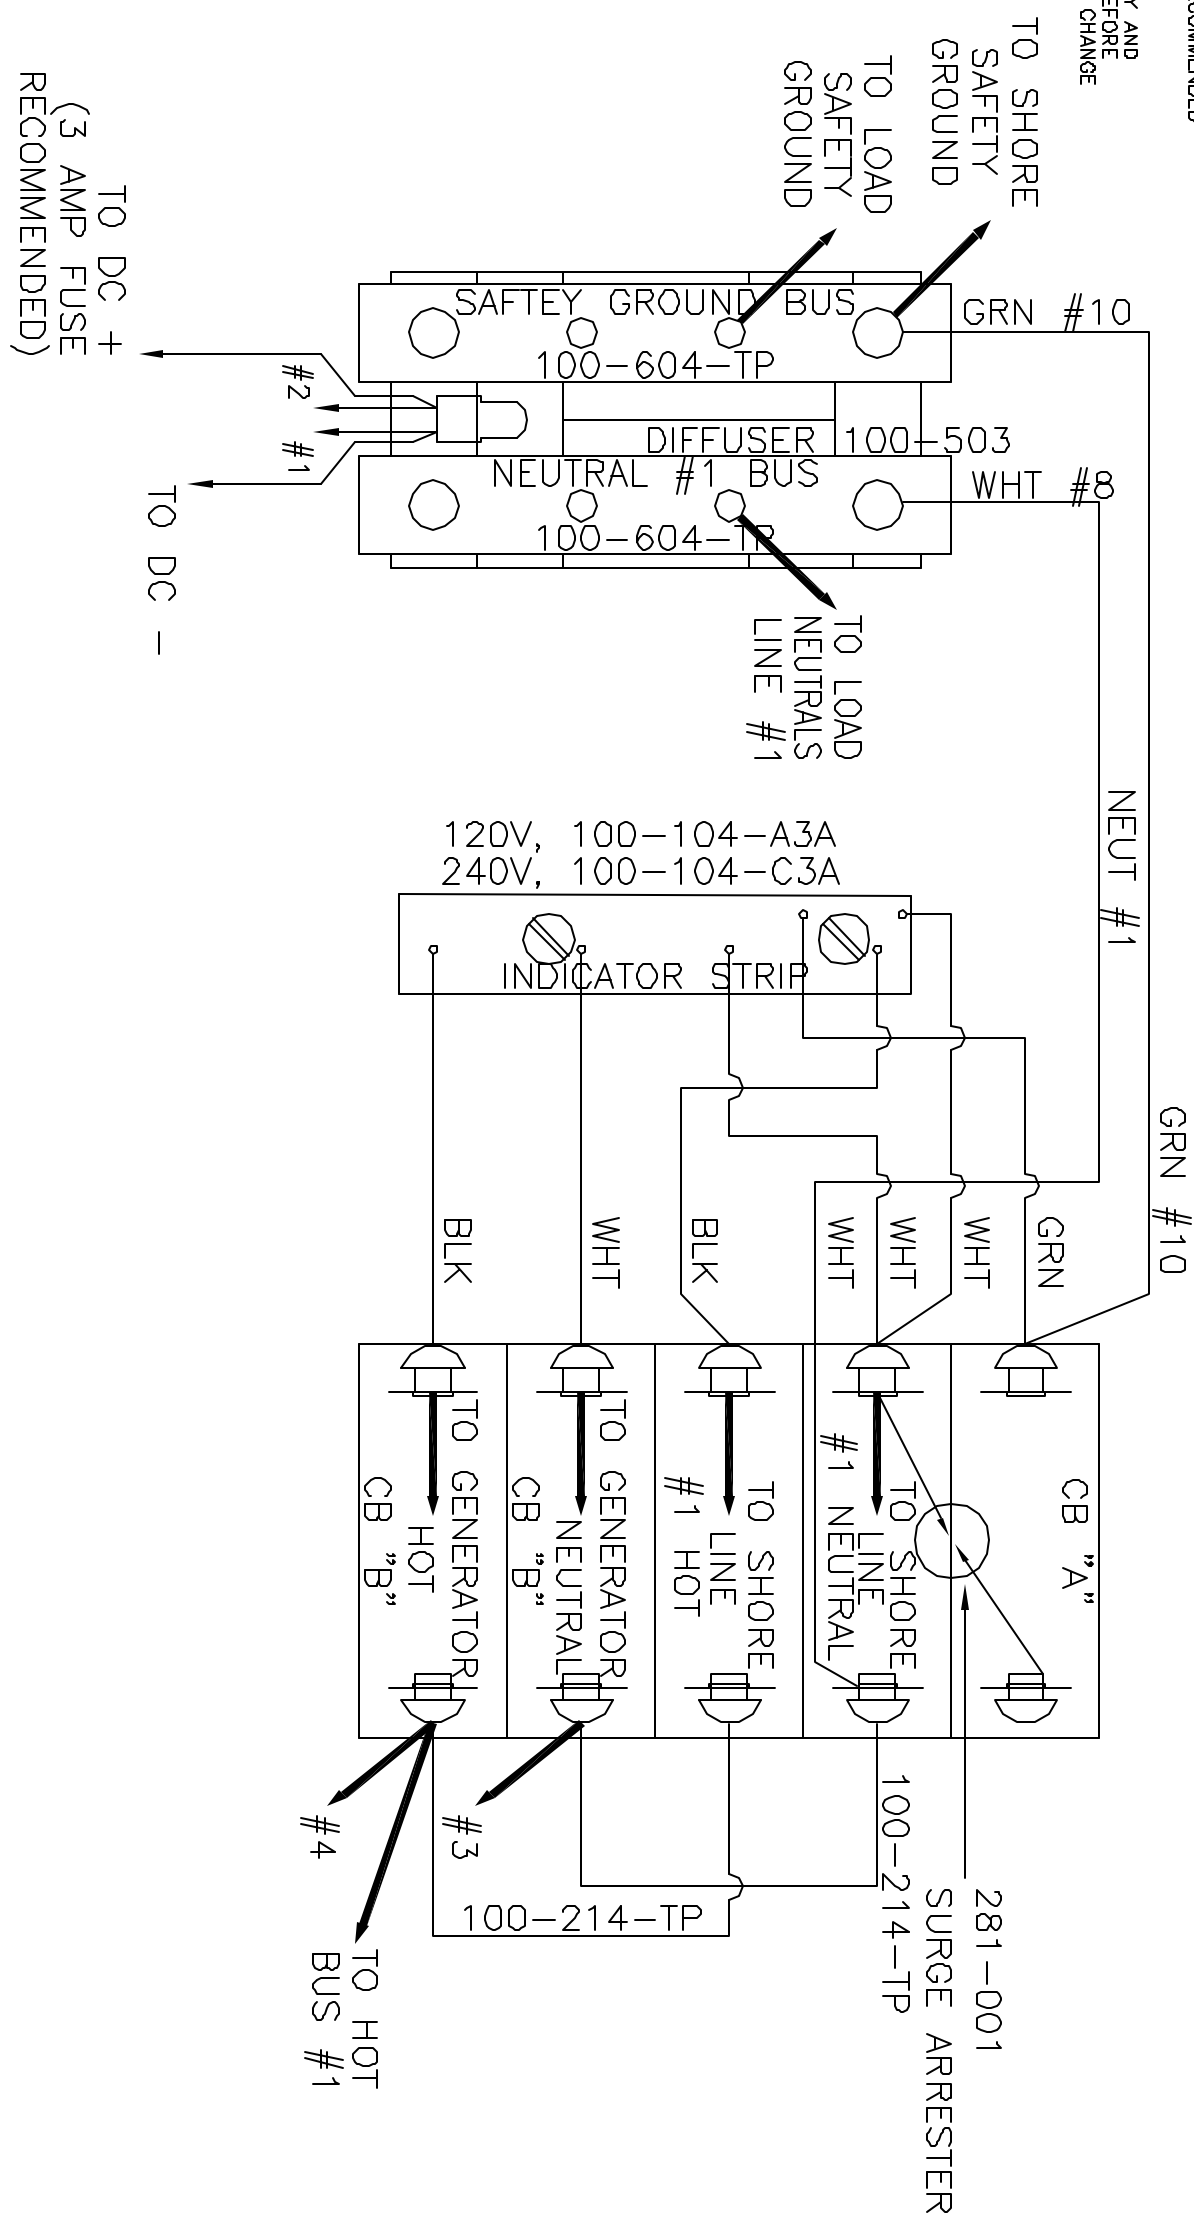 Y AND
EFORE
CHANGE
TO SHORE
SAFETY
GROUND
TO LOAD
SAFETY
GROUND
TO DC +
(3 AMP FUSE
RECOMMENDED)
SAFTEY GROUND BUS
100-604-TP
GRN #10
#2
#1
DIFFUSER 100-503
NEUTRAL #1 BUS
100-604-TP
WHT #8
TO DC -
TO LOAD
NEUTRALS
LINE #1
NEUT #1
GRN #10
120V, 100-104-A3A
240V, 100-104-C3A
INDICATOR STRIP
BLK
WHT
BLK
WHT
WHT
WHT
GRN
TO GENERATOR
HOT
CB "B"
TO GENERATOR
NEUTRAL
CB "B"
TO SHORE
LINE
#1 HOT
TO SHORE
LINE
#1 NEUTRAL
CB "A"
#4
#3
100-214-TP
100-214-TP
281-001
SURGE ARRESTER
TO HOT
BUS #1